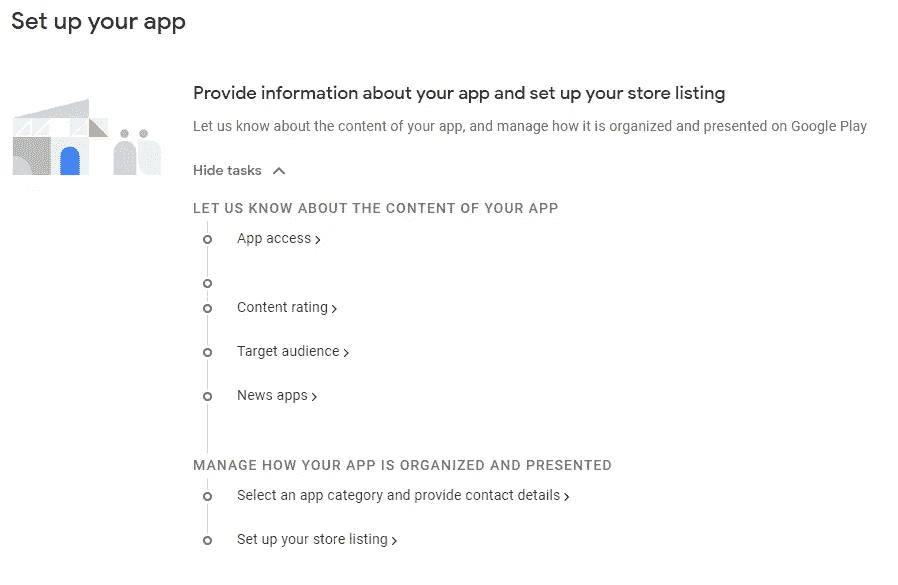 Set up your app
Provide information about your app and set up your store listing
Let us know about the content of your app, and manage how it is organized and presented on Google Play
Hide tasks
LET US KNOW ABOUT THE CONTENT OF YOUR APP
App access
Content rating
Target audience
News apps
MANAGE HOW YOUR APP IS ORGANIZED AND PRESENTED
Select an app category and provide contact details
Set up your store listing